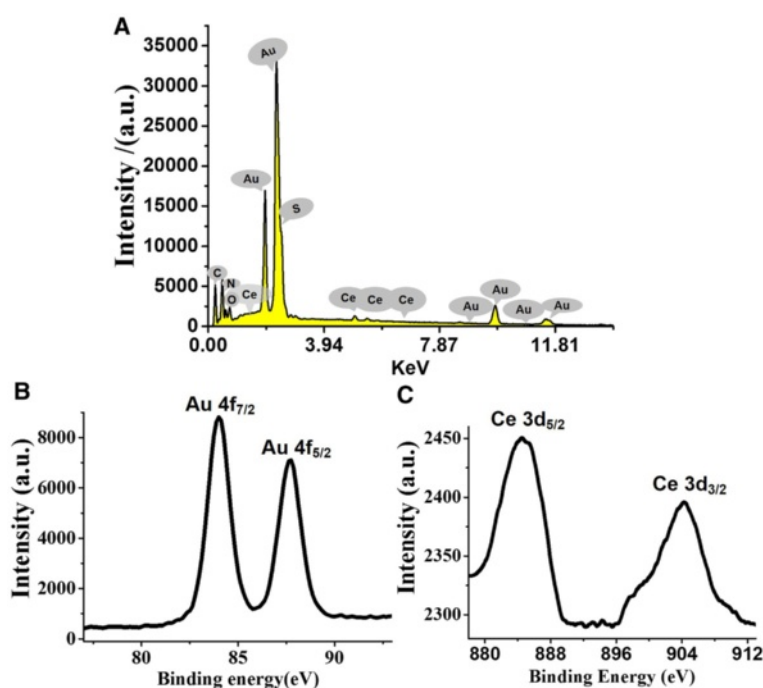 A
Intensity /(a.u.)
35000
30000
25000
20000
15000
10000
5000
0
Au
Au
S
C
N
O
Ce
Ce
Ce
Ce
Au
Au
Au
Au
0.00 3.94 7.87 11.81
KeV
B
Intensity (a.u.)
8000
6000
4000
2000
0
Au 4f7/2
Au 4f5/2
80 85 90
Binding energy(eV)
C
Intensity (a.u.)
2450
2400
2350
2300
Ce 3d5/2
Ce 3d3/2
880 888 896 904 912
Binding Energy (eV)